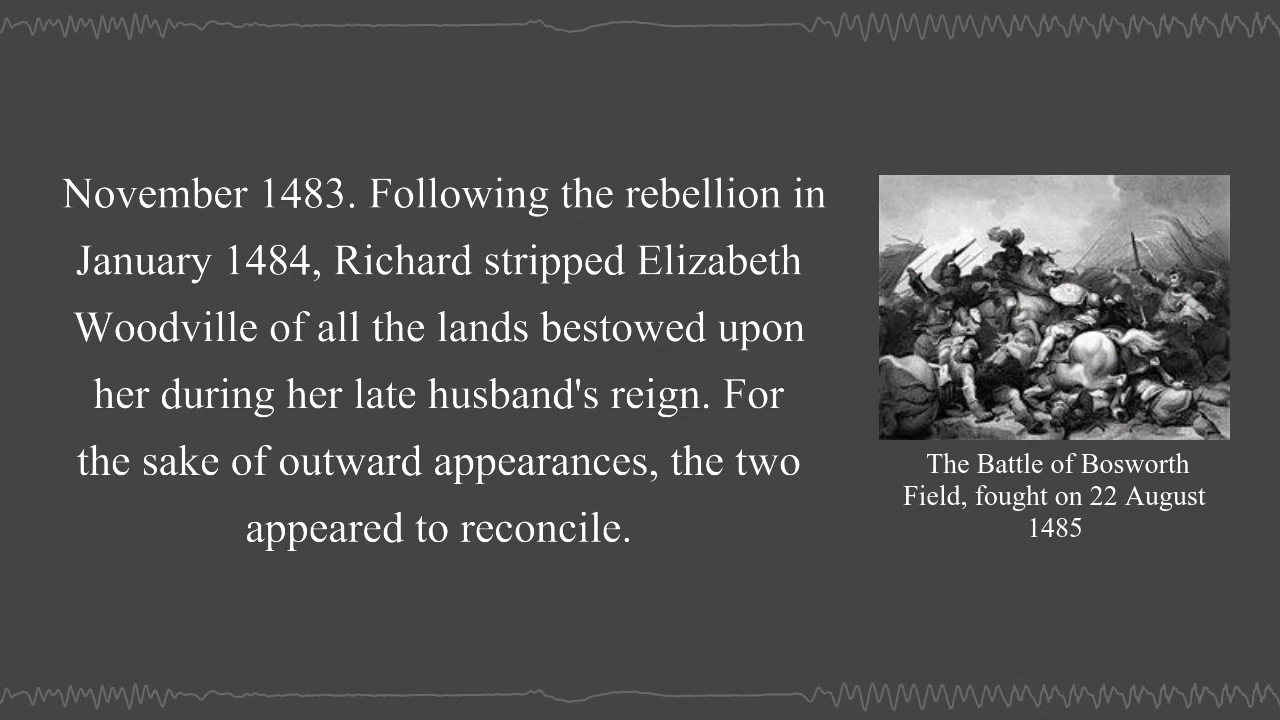 November 1483. Following the rebellion in
January 1484, Richard stripped Elizabeth
Woodville of all the lands bestowed upon
her during her late husband's reign. For
the sake of outward appearances, the two
appeared to reconcile.
The Battle of Bosworth
Field, fought on 22 August
1485